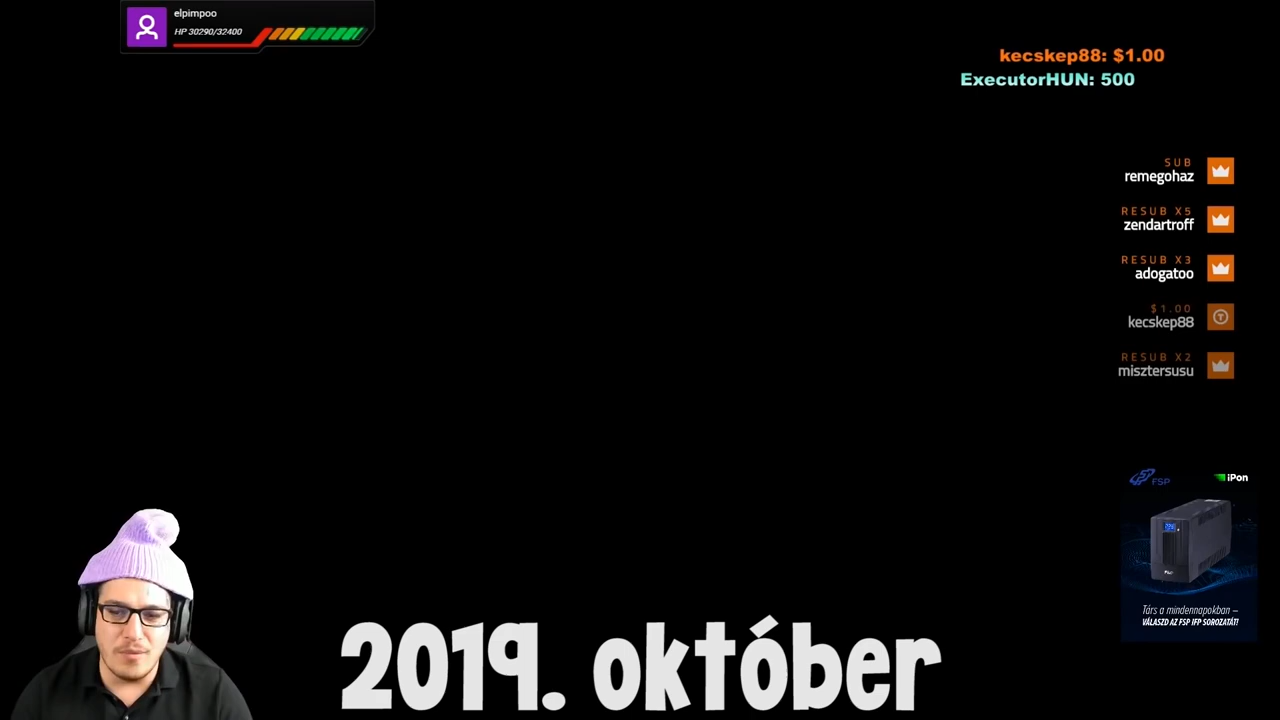 elpimpoo
HP 30290/32400
kecskep88: $1.00
ExecutorHUN: 500
SUB
remegohaz
RESUB X5
zendartroff
RESUB X3
adogatoo
$1.00
kecskep88
RESUB X2
misztersusu
FSP
iPon
Társ a mindennapokban –
VÁLASZD AZ FSP IFP SOROZATÁT!
2019. október